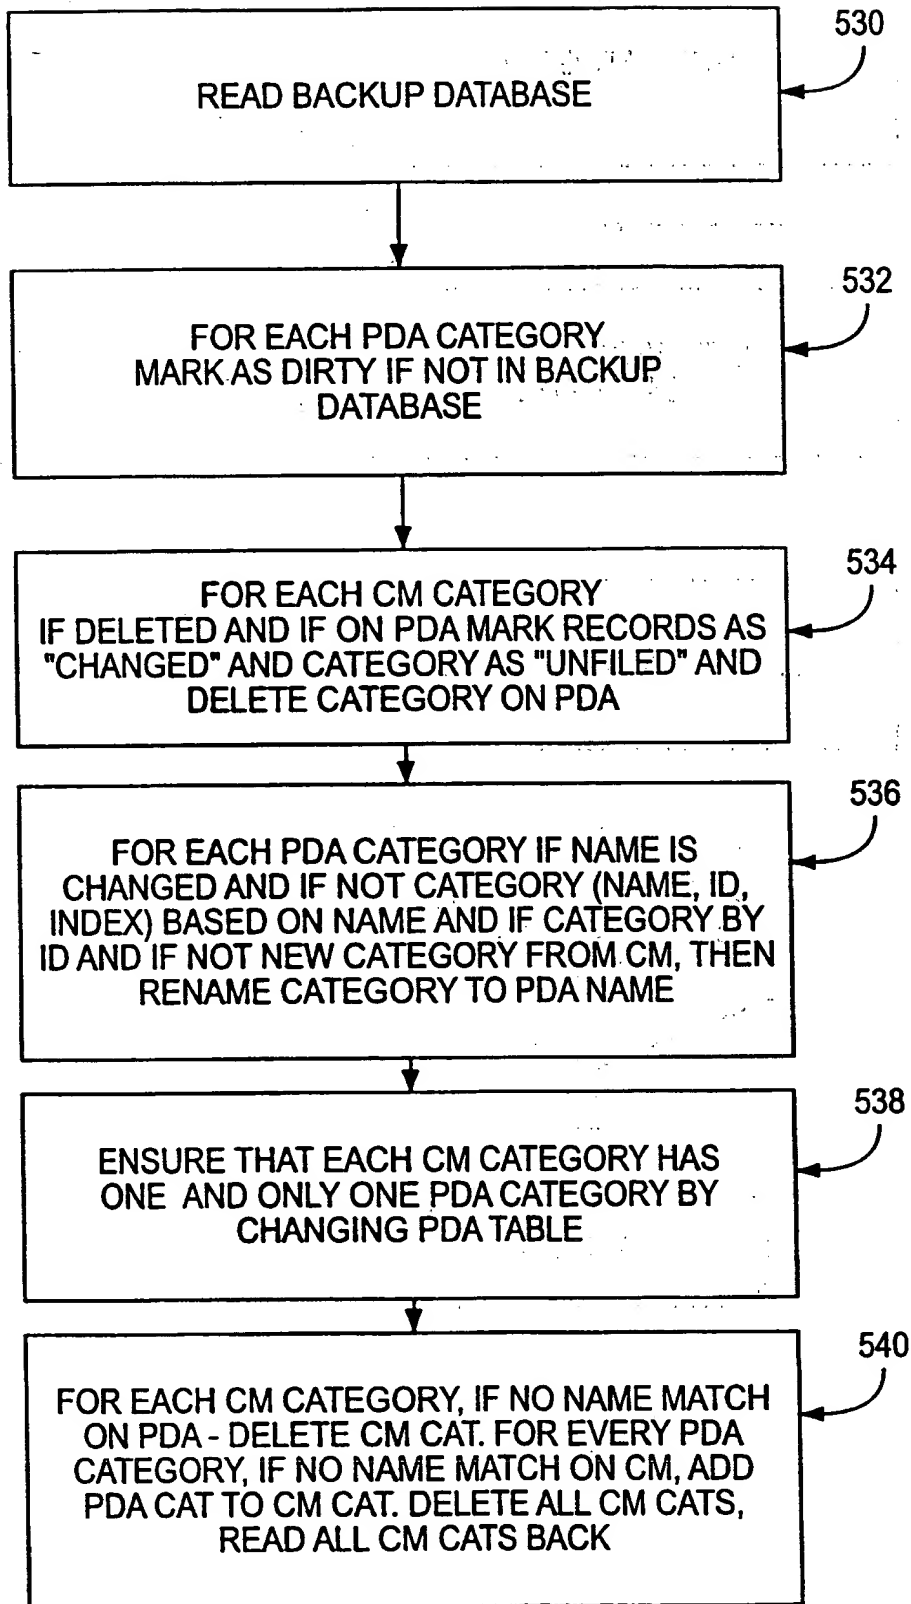 530
READ BACKUP DATABASE
532
FOR EACH PDA CATEGORY
MARK AS DIRTY IF NOT IN BACKUP
DATABASE
534
FOR EACH CM CATEGORY
IF DELETED AND IF ON PDA MARK RECORDS AS
"CHANGED" AND CATEGORY AS "UNFILED" AND
DELETE CATEGORY ON PDA
536
FOR EACH PDA CATEGORY IF NAME IS
CHANGED AND IF NOT CATEGORY (NAME, ID,
INDEX) BASED ON NAME AND IF CATEGORY BY
ID AND IF NOT NEW CATEGORY FROM CM, THEN
RENAME CATEGORY TO PDA NAME
538
ENSURE THAT EACH CM CATEGORY HAS
ONE AND ONLY ONE PDA CATEGORY BY
CHANGING PDA TABLE
540
FOR EACH CM CATEGORY, IF NO NAME MATCH
ON PDA - DELETE CM CAT. FOR EVERY PDA
CATEGORY, IF NO NAME MATCH ON CM, ADD
PDA CAT TO CM CAT. DELETE ALL CM CATS,
READ ALL CM CATS BACK